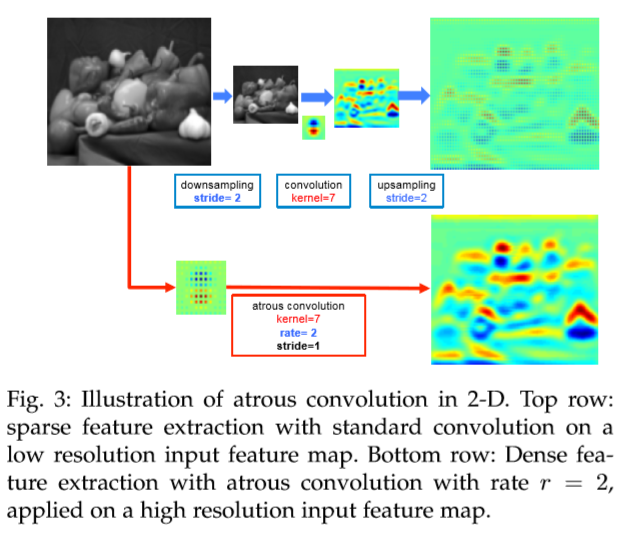 downsampling
stride= 2
convolution
kernel=7
upsampling
stride=2
atrous convolution
kernel=7
rate= 2
stride=1
Fig. 3: Illustration of atrous convolution in 2-D. Top row:
sparse feature extraction with standard convolution on a
low resolution input feature map. Bottom row: Dense fea-
ture extraction with atrous convolution with rate r = 2,
applied on a high resolution input feature map.